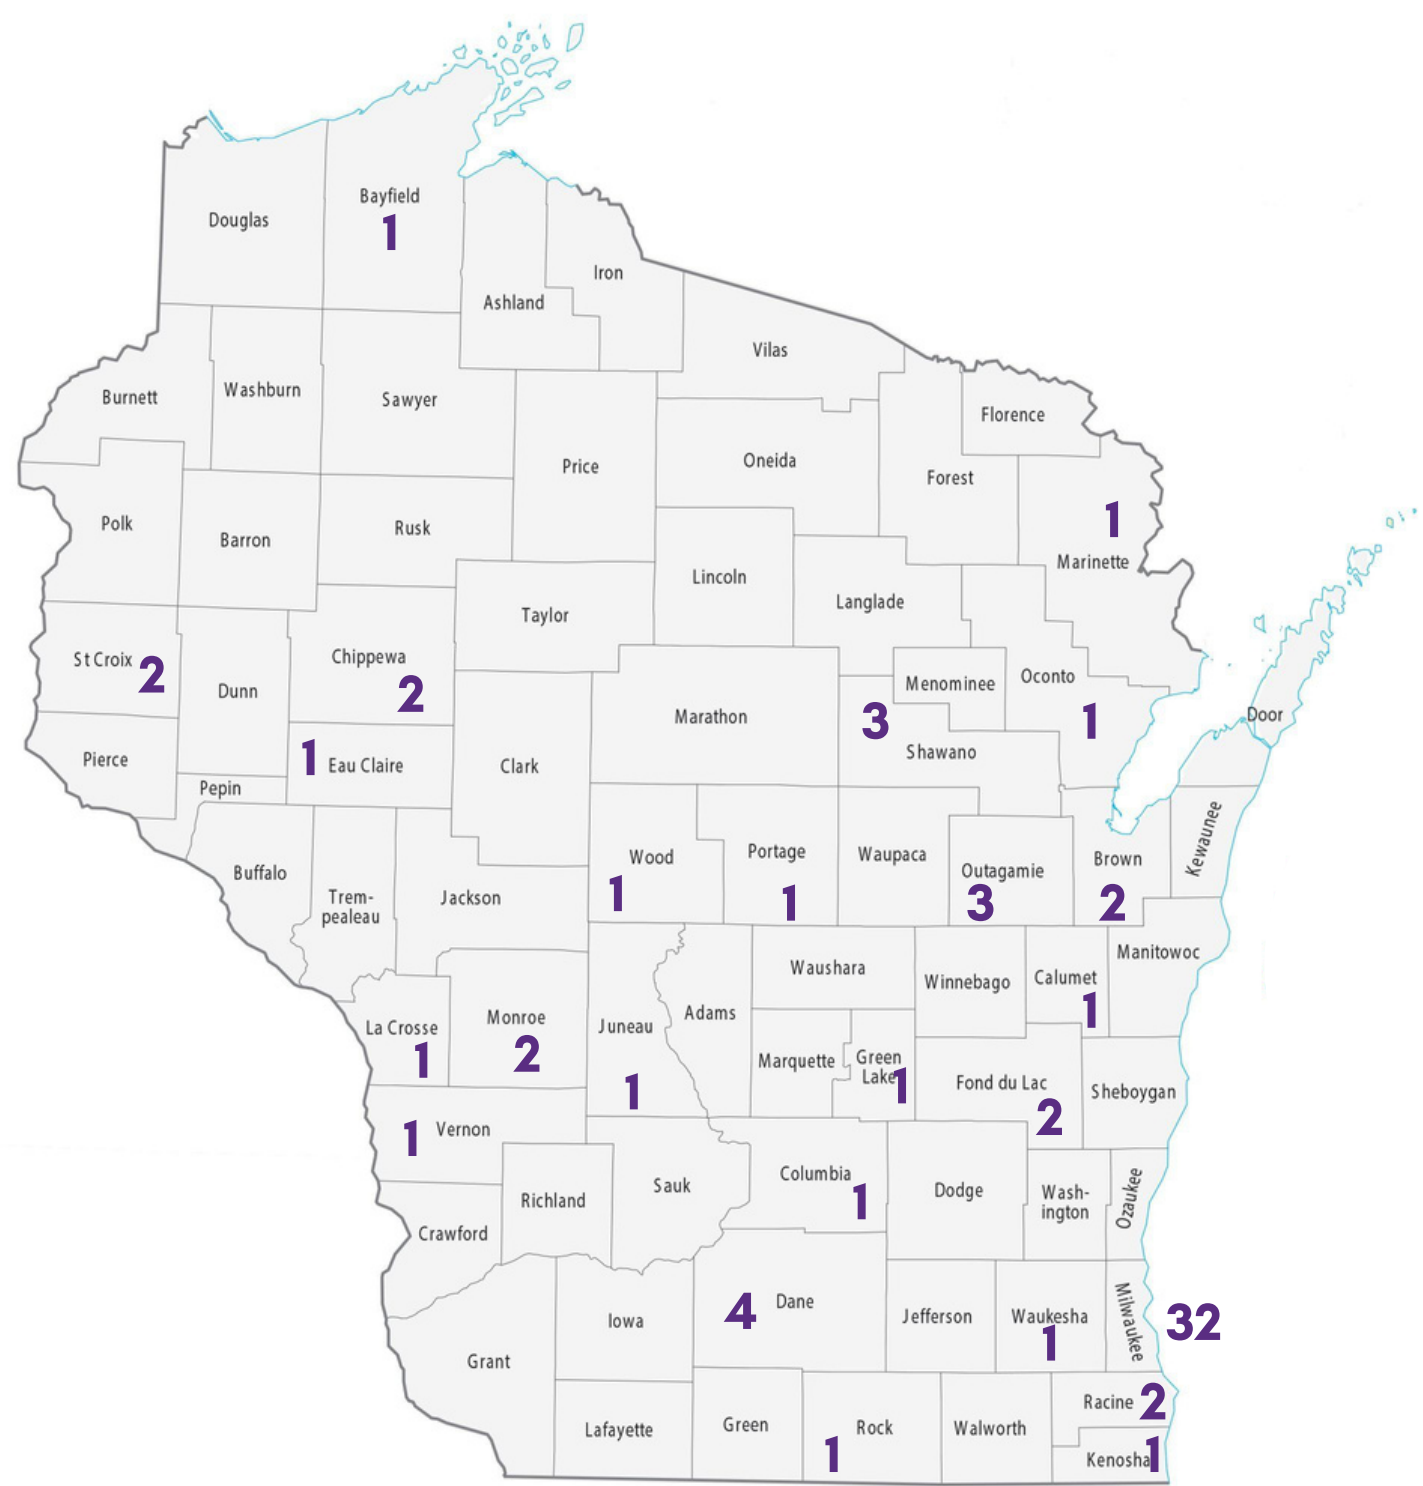 Bayfield
1
Douglas
Iron
Ashland
Vilas
Burnett
Washburn
Sawyer
Florence
Price
Oneida
Forest
Polk
Barron
Rusk
1
Marinette
Lincoln
Langlade
Taylor
St Croix 2
Dunn
Chippewa
2
Menominee
Oconto
1
Marathon
3
Shawano
Door
Pierce
1 Eau Claire
Clark
Pepin
Buffalo
Trem-
pealeau
Jackson
Wood
1
Portage
1
Waupaca
Outagamie
3
Brown
2
Kewaunee
Manitowoc
Waushara
Winnebago
Calumet
1
La Crosse
1
Monroe
2
Juneau
1
Adams
Marquette
Green
Lake 1
Fond du Lac
2
Sheboygan
1 Vernon
Richland
Sauk
Columbia
1
Dodge
Wash-
ington
Ozaukee
Crawford
Grant
Iowa
4 Dane
Jefferson
Waukesha
1
Milwaukee
32
Lafayette
Green
Rock
1
Walworth
Racine 2
Kenosha 1